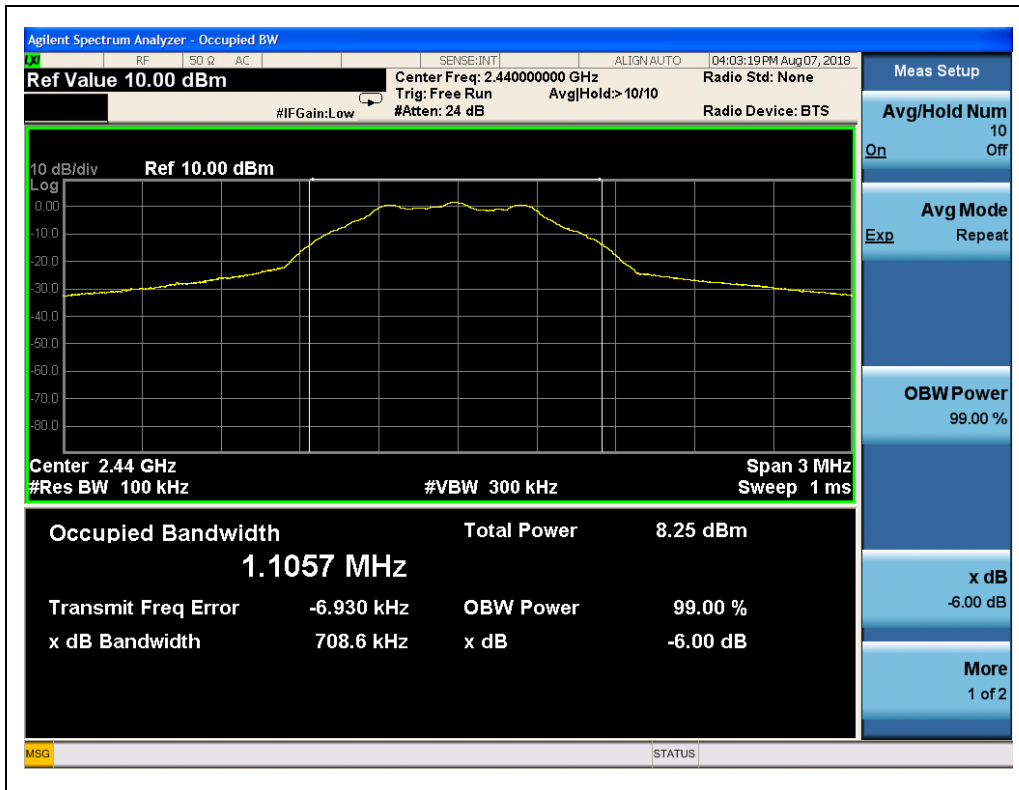 Agilent Spectrum Analyzer - Occupied BW
LXI RF 50 Ω AC SENSE:INT ALIGN AUTO 04:03:19 PM Aug 07, 2018
Ref Value 10.00 dBm
Center Freq: 2.440000000 GHz
Radio Std: None
Trig: Free Run Avg|Hold:> 10/10
#IFGain:Low
#Atten: 24 dB
Radio Device: BTS
10 dB/div Ref 10.00 dBm
Log
0.00
-10.0
-20.0
-30.0
-40.0
-50.0
-60.0
-70.0
-80.0
Center 2.44 GHz Span 3 MHz
#Res BW 100 kHz #VBW 300 kHz Sweep 1 ms
Occupied Bandwidth Total Power 8.25 dBm
1.1057 MHz
Transmit Freq Error -6.930 kHz OBW Power 99.00 %
x dB Bandwidth 708.6 kHz x dB -6.00 dB
Meas Setup
Avg/Hold Num
10
On Off
Avg Mode
Exp Repeat
OBW Power
99.00 %
x dB
-6.00 dB
More
1 of 2
MSG STATUS